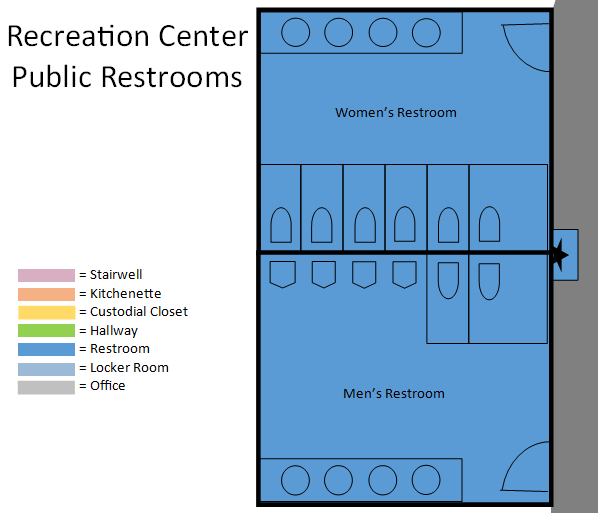 Recreation Center
Public Restrooms
Women's Restroom
= Stairwell
= Kitchenette
= Custodial Closet
= Hallway
= Restroom
= Locker Room
= Office
Men's Restroom